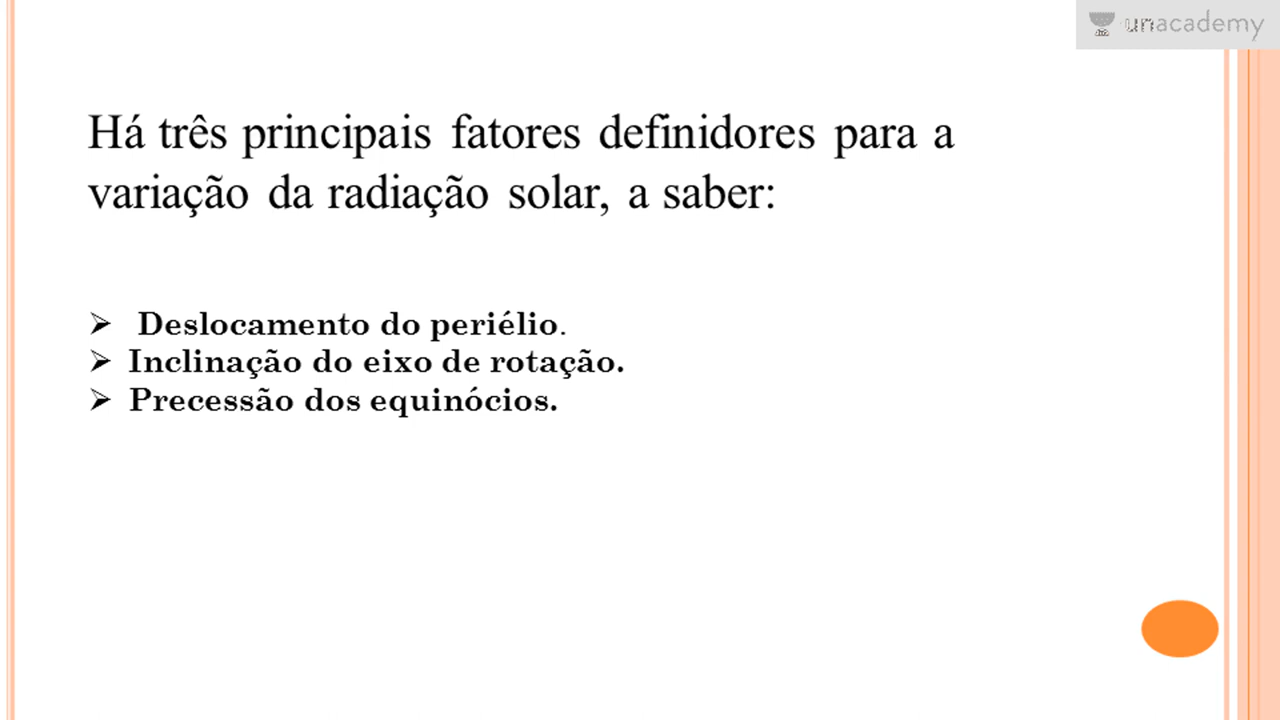 unacademy
Há três principais fatores definidores para a
variação da radiação solar, a saber:
➢ Deslocamento do periélio.
➢ Inclinação do eixo de rotação.
➢ Precessão dos equinócios.